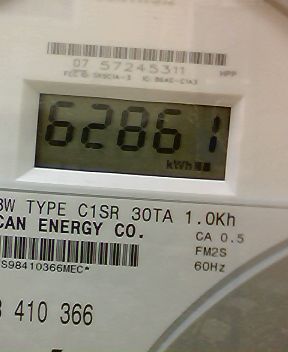 07 57245311
HPP
62861
kWh
3W TYPE C1SR 30TA 1.0Kh
CAN ENERGY CO.
CA 0.5
FM2S
60Hz
S98410366MEC*
410 366